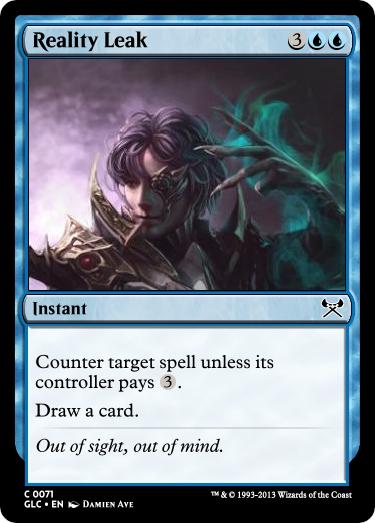 Reality Leak 3
Instant
Counter target spell unless its
controller pays 3.
Draw a card.
Out of sight, out of mind.
C 0071
GLC • EN Damien Ave
™ & © 1993-2013 Wizards of the Coast